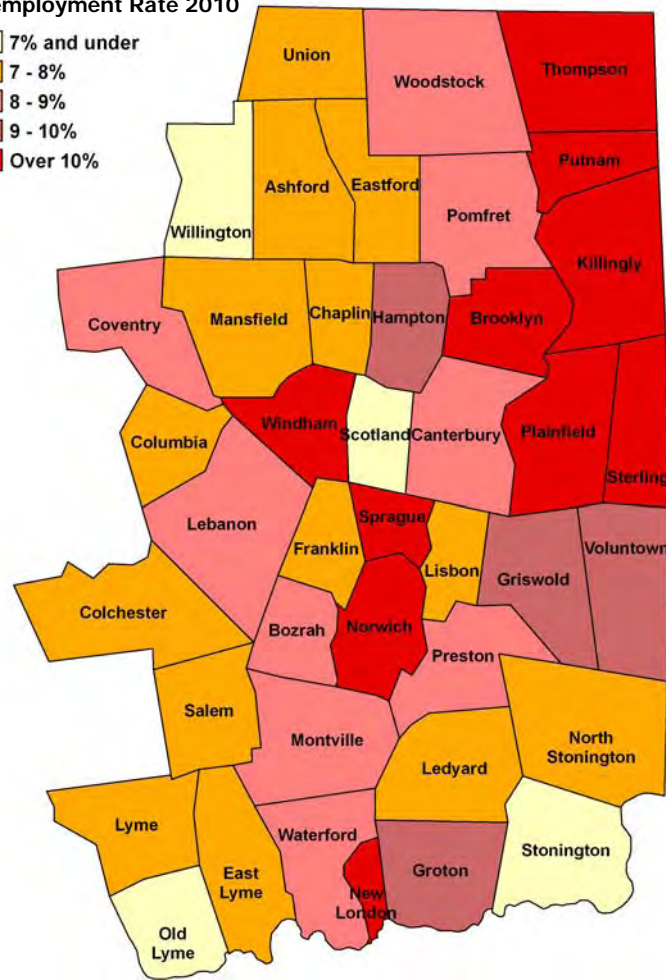 employment Rate 2010
7% and under
7 - 8%
8 - 9%
9 - 10%
Over 10%
Union
Woodstock
Thompson
Putnam
Ashford
Eastford
Pomfret
Willington
Killingly
Coventry
Mansfield
Chaplin
Hampton
Brooklyn
Windham
Scotland
Canterbury
Plainfield
Columbia
Sterling
Lebanon
Sprague
Franklin
Lisbon
Voluntown
Griswold
Colchester
Bozrah
Norwich
Preston
Salem
Montville
Ledyard
North
Stonington
Lyme
Waterford
Stonington
East
Lyme
Groton
New
London
Old
Lyme